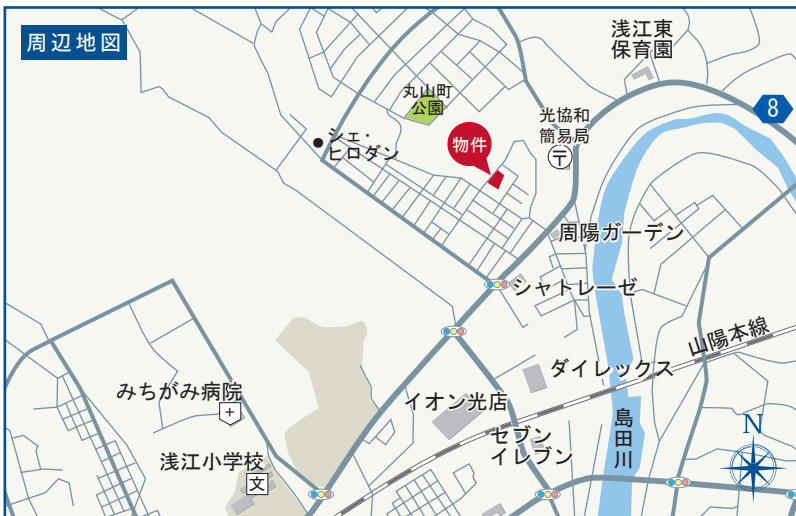 周辺地図
浅江東
保育園
8
丸山町
公園
光協和
簡易局
〒
シェ・
ヒロダン
物件
周陽ガーデン
シャトレーゼ
山陽本線
ダイレックス
みちがみ病院
イオン光店
セブン
イレブン
島田川
N
浅江小学校
文